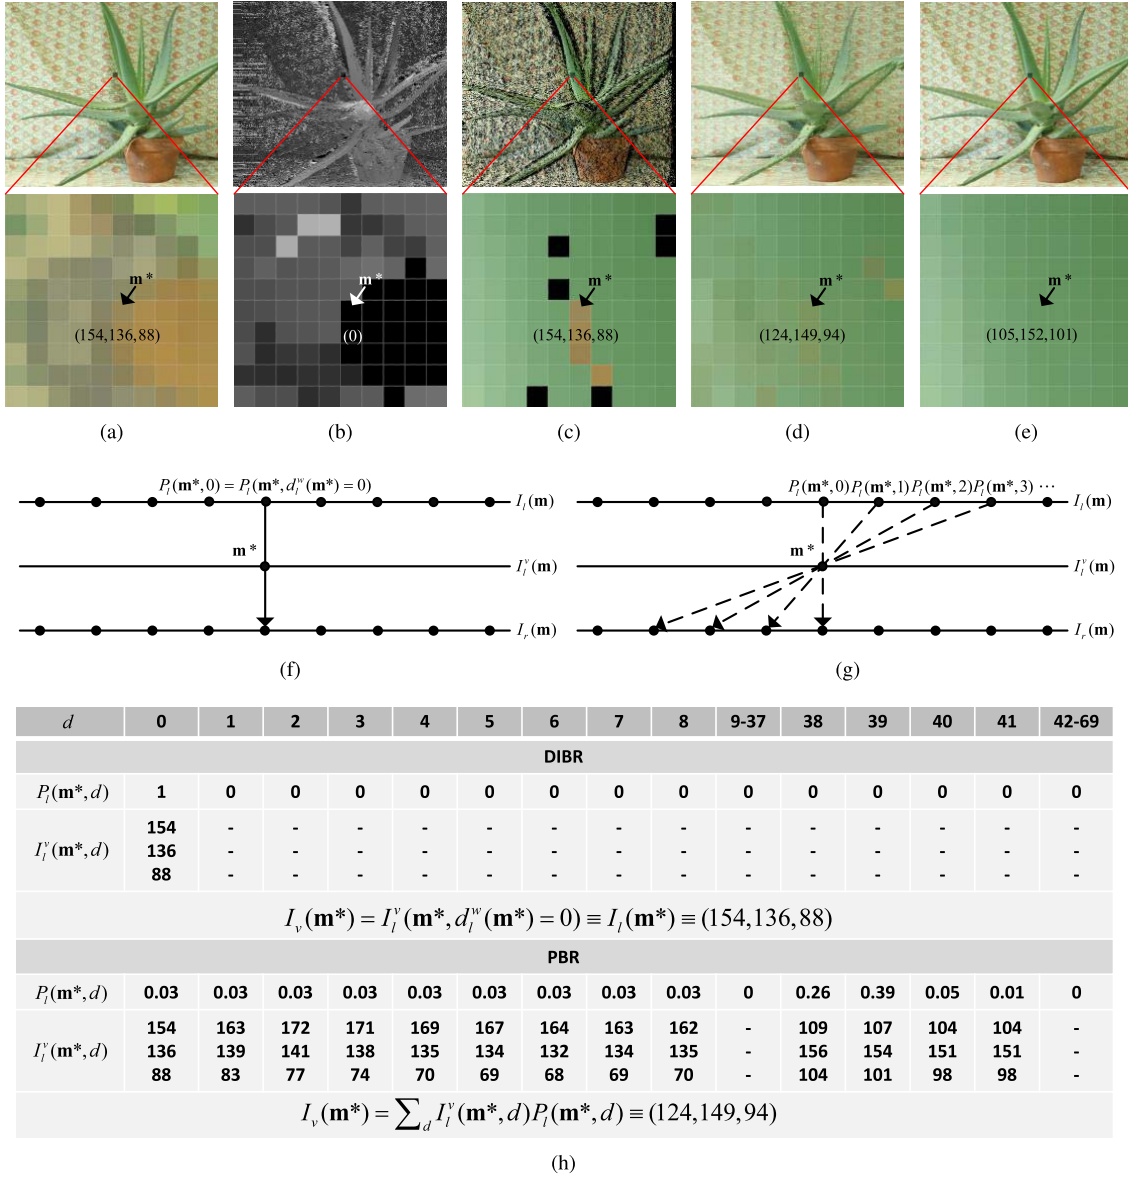 m*
m*
m*
m*
m*
(154,136,88)
(0)
(154,136,88)
(124,149,94)
(105,152,101)
(a)
(b)
(c)
(d)
(e)
P_l(m*,0) = P_l(m*,d_l^w(m*) = 0)
I_l(m)
m*
I_l^v(m)
I_r(m)
(f)
P_l(m*,0) P_l(m*,1) P_l(m*,2) P_l(m*,3) ⋯
I_l(m)
m*
I_l^v(m)
I_r(m)
(g)
d 0 1 2 3 4 5 6 7 8 9-37 38 39 40 41 42-69
DIBR
P_l(m*,d) 1 0 0 0 0 0 0 0 0 0 0 0 0 0 0
154 - - - - - - - - - - - - - -
I_l^v(m*,d) 136 - - - - - - - - - - - - - -
88 - - - - - - - - - - - - - -
I_v(m*) = I_l^v(m*,d_l^w(m*) = 0) ≡ I_l(m*) ≡ (154,136,88)
PBR
P_l(m*,d) 0.03 0.03 0.03 0.03 0.03 0.03 0.03 0.03 0.03 0 0.26 0.39 0.05 0.01 0
154 163 172 171 169 167 164 163 162 - 109 107 104 104 -
I_l^v(m*,d) 136 139 141 138 135 134 132 134 135 - 156 154 151 151 -
88 83 77 74 70 69 68 69 70 - 104 101 98 98 -
I_v(m*) = ∑_d I_l^v(m*,d)P_l(m*,d) ≡ (124,149,94)
(h)